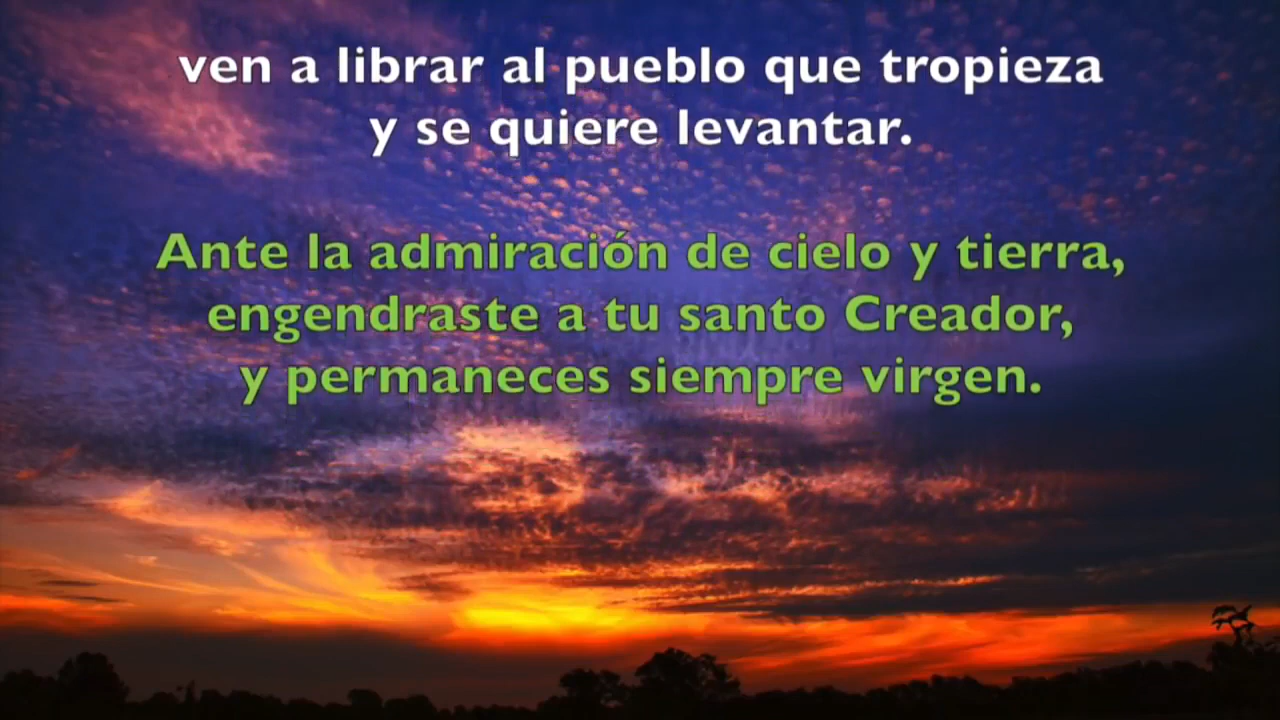 ven a librar al pueblo que tropieza
y se quiere levantar.
Ante la admiración de cielo y tierra,
engendraste a tu santo Creador,
y permaneces siempre virgen.